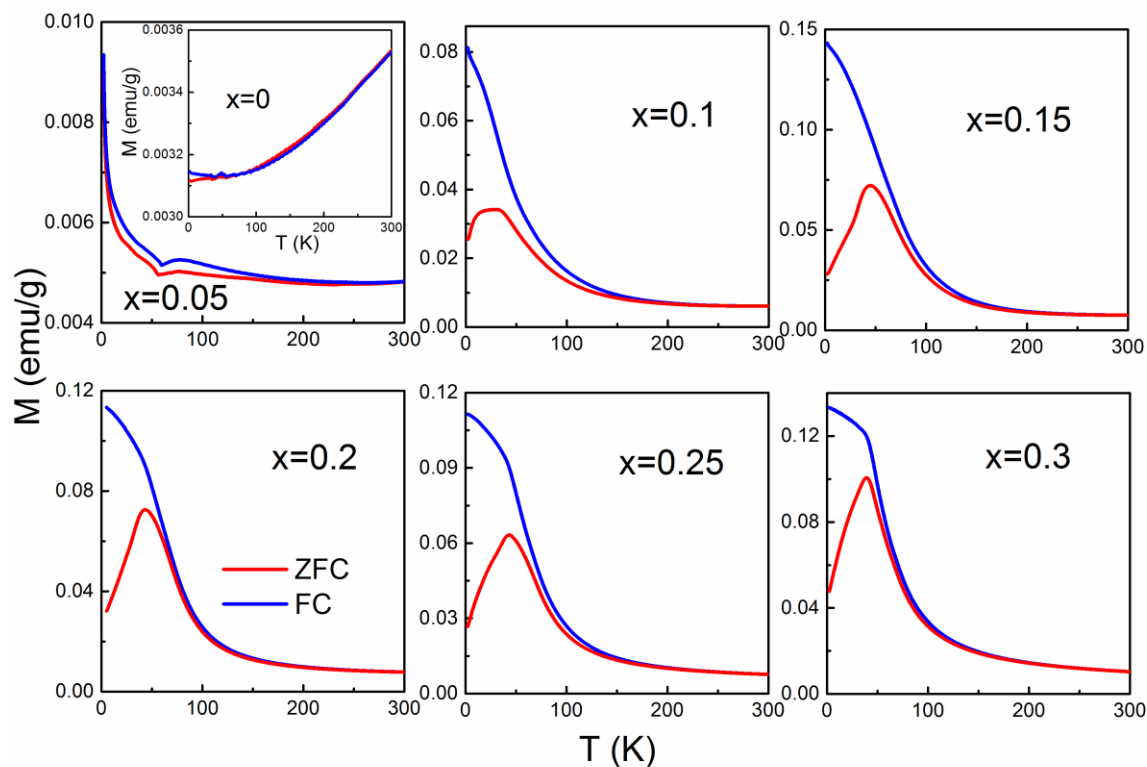 0.010
0.008
0.006
0.004
0 100 200 300
x=0.05
0.0036
0.0034
0.0032
0.0030
0 100 200 300
M (emu/g)
T (K)
x=0
0.08
0.06
0.04
0.02
0.00
0 100 200 300
x=0.1
0.15
0.10
0.05
0.00
0 100 200 300
x=0.15
M (emu/g)
0.12
0.08
0.04
0.00
0 100 200 300
x=0.2
ZFC
FC
0.12
0.09
0.06
0.03
0.00
0 100 200 300
x=0.25
0.12
0.08
0.04
0.00
0 100 200 300
x=0.3
T (K)